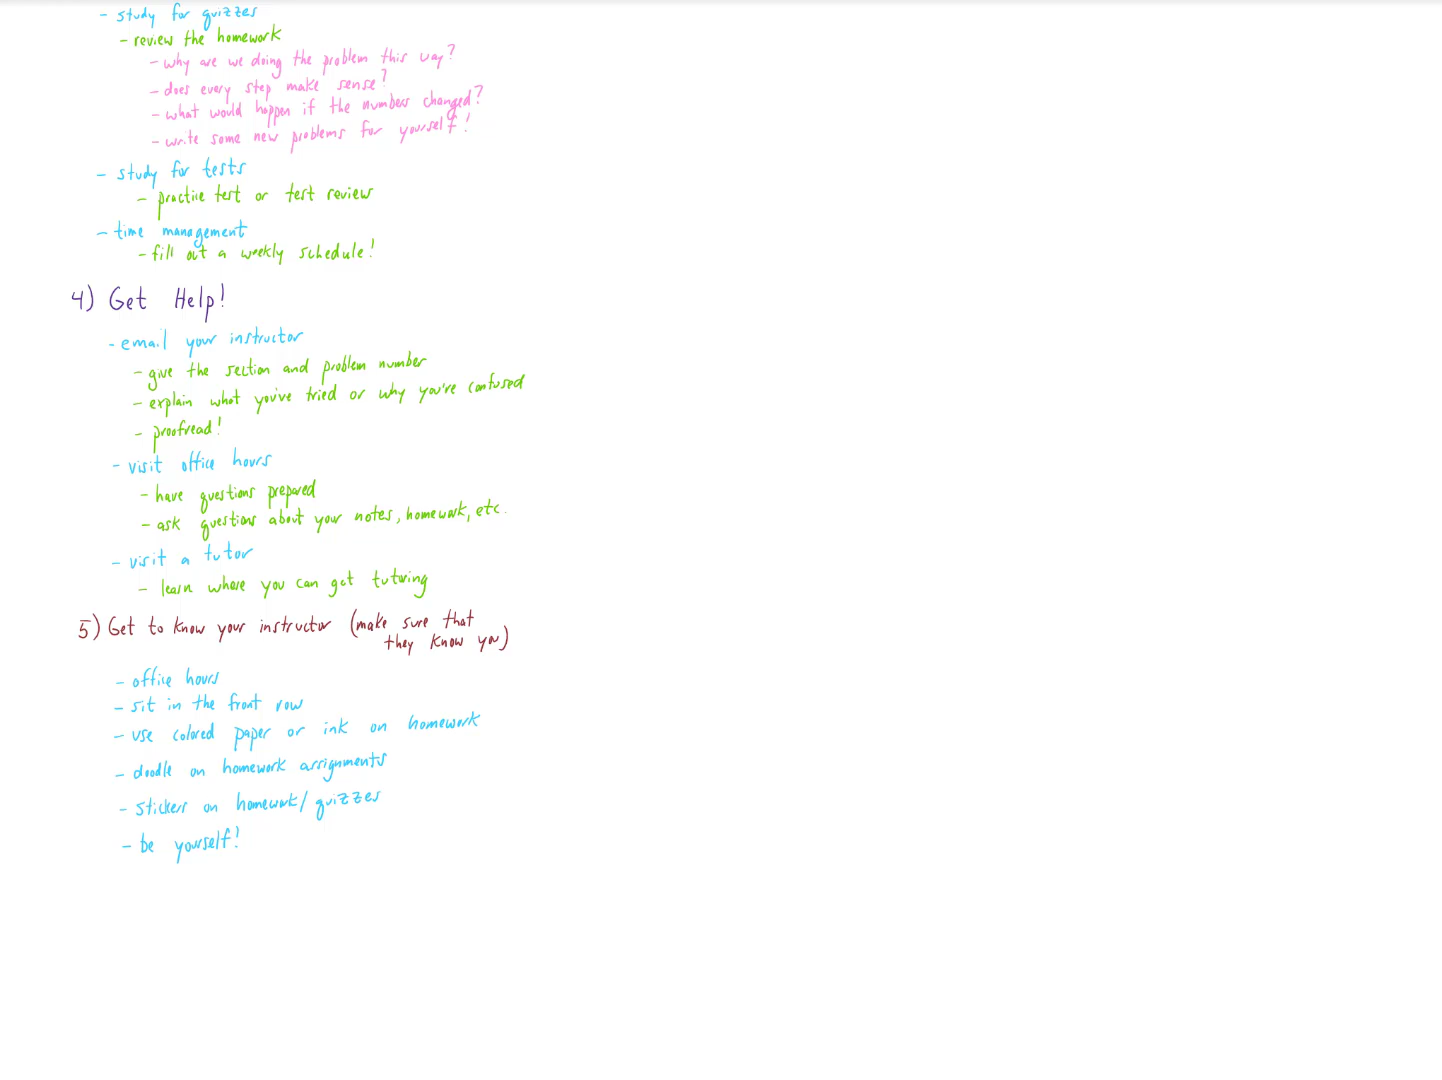 - study for quizzes
- review the homework
- why are we doing the problem this way?
- does every step make sense?
- what would happen if the numbers changed?
- write some new problems for yourself!
- study for tests
- practice test or test review
- time management
- fill out a weekly schedule!
4) Get Help!
- email your instructor
- give the section and problem number
- explain what you've tried or why you're confused
- proofread!
- visit office hours
- have questions prepared
- ask questions about your notes, homework, etc.
- visit a tutor
- learn where you can get tutoring
5) Get to know your instructor (make sure that
they know you)
- office hours
- sit in the front row
- use colored paper or ink on homework
- doodle on homework assignments
- stickers on homework/quizzes
- be yourself!